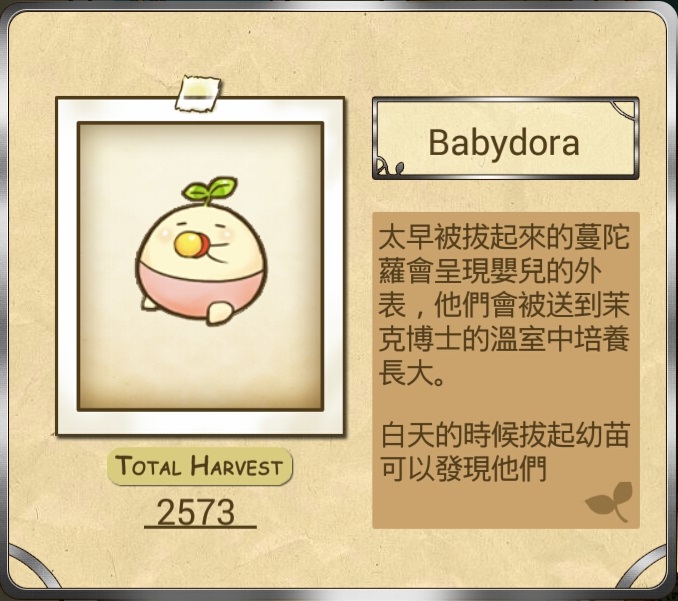 Babydora
太早被拔起來的蔓陀
蘿會呈現嬰兒的外
表，他們會被送到茉
克博士的溫室中培養
長大。
白天的時候拔起幼苗
可以發現他們
TOTAL HARVEST
2573